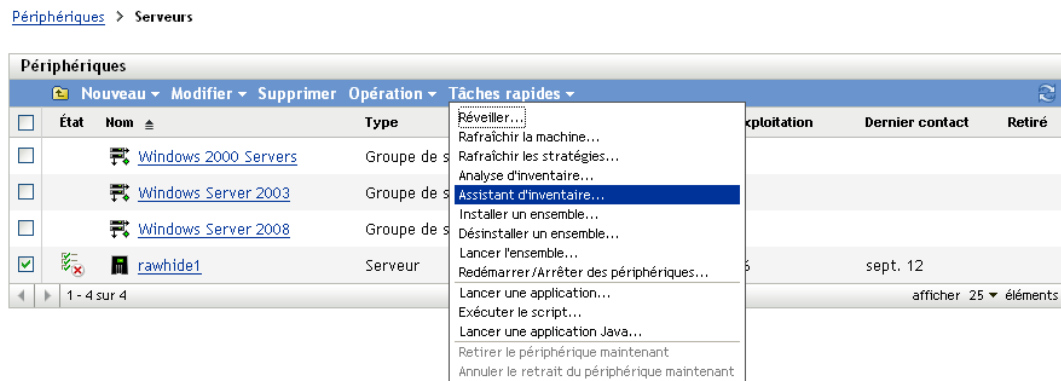 Périphériques > Serveurs
Périphériques
Nouveau Modifier Supprimer Opération Tâches rapides
État Nom Type xploitation Dernier contact Retiré
Windows 2000 Servers Groupe de s
Windows Server 2003 Groupe de s
Windows Server 2008 Groupe de s
rawhide1 Serveur sept. 12
1 - 4 sur 4 afficher 25 éléments
Réveiller...
Rafraîchir la machine...
Rafraîchir les stratégies...
Analyse d'inventaire...
Assistant d'inventaire...
Installer un ensemble...
Désinstaller un ensemble...
Lancer l'ensemble...
Redémarrer/Arrêter des périphériques...
Lancer une application...
Exécuter le script...
Lancer une application Java...
Retirer le périphérique maintenant
Annuler le retrait du périphérique maintenant